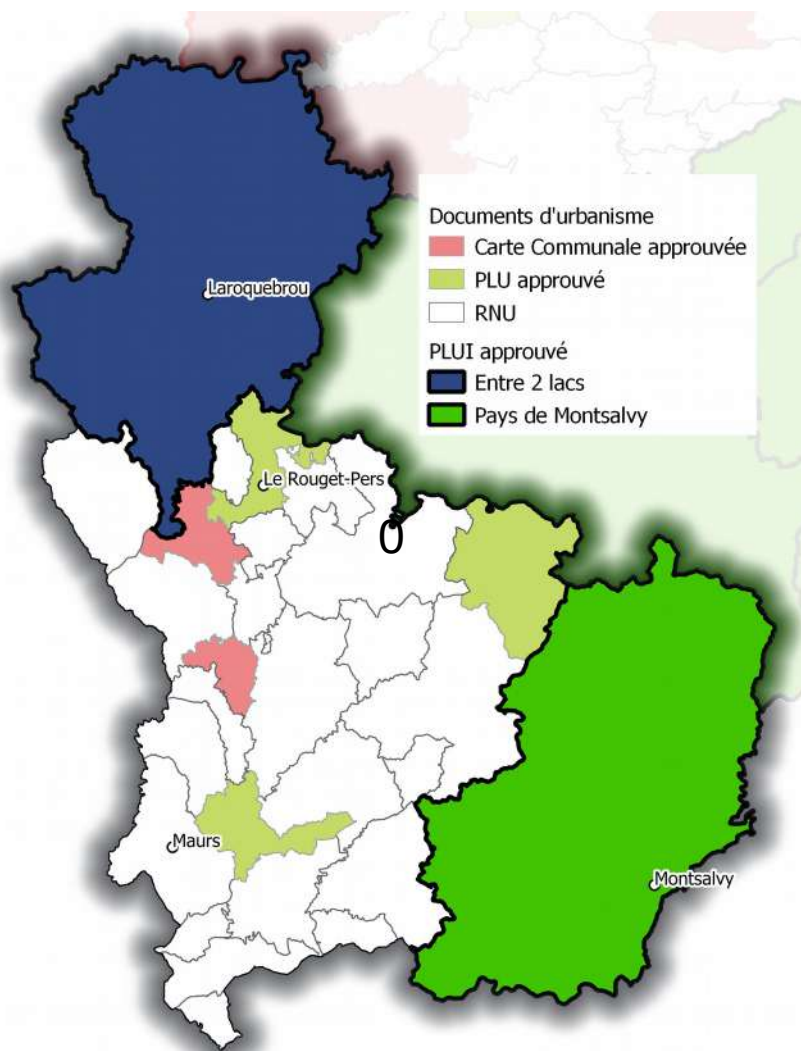 Documents d'urbanisme
Carte Communale approuvée
PLU approuvé
RNU
PLUI approuvé
Entre 2 lacs
Pays de Montsalvy
Laroquebrou
Le Rouget-Pers
0
Maurs
Montsalvy